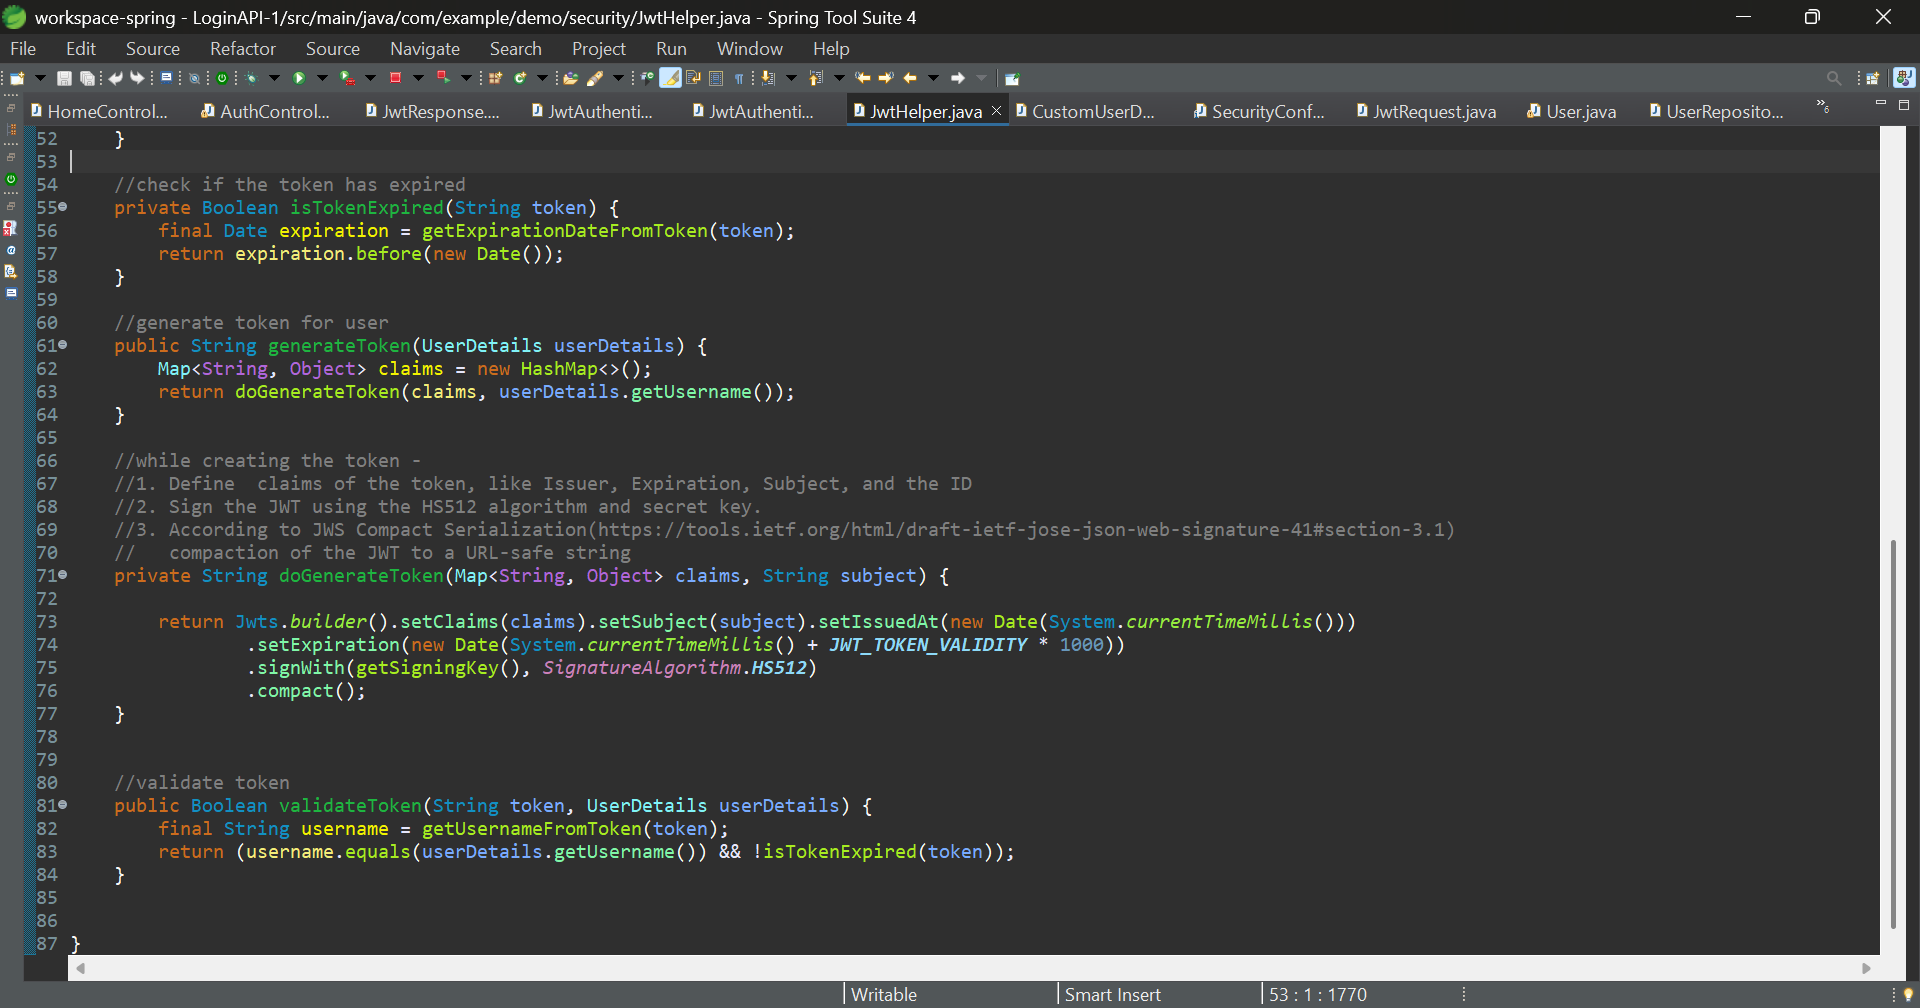 workspace-spring - LoginAPI-1/src/main/java/com/example/demo/security/JwtHelper.java - Spring Tool Suite 4
File Edit Source Refactor Source Navigate Search Project Run Window Help
HomeControl... AuthControl... JwtResponse.... JwtAuthenti... JwtAuthenti... JwtHelper.java CustomUserD... SecurityConf... JwtRequest.java User.java UserReposito... »6
52 }
53
54 //check if the token has expired
55 private Boolean isTokenExpired(String token) {
56 final Date expiration = getExpirationDateFromToken(token);
57 return expiration.before(new Date());
58 }
59
60 //generate token for user
61 public String generateToken(UserDetails userDetails) {
62 Map<String, Object> claims = new HashMap<>();
63 return doGenerateToken(claims, userDetails.getUsername());
64 }
65
66 //while creating the token -
67 //1. Define  claims of the token, like Issuer, Expiration, Subject, and the ID
68 //2. Sign the JWT using the HS512 algorithm and secret key.
69 //3. According to JWS Compact Serialization(https://tools.ietf.org/html/draft-ietf-jose-json-web-signature-41#section-3.1)
70 //   compaction of the JWT to a URL-safe string
71 private String doGenerateToken(Map<String, Object> claims, String subject) {
72
73 return Jwts.builder().setClaims(claims).setSubject(subject).setIssuedAt(new Date(System.currentTimeMillis()))
74 .setExpiration(new Date(System.currentTimeMillis() + JWT_TOKEN_VALIDITY * 1000))
75 .signWith(getSigningKey(), SignatureAlgorithm.HS512)
76 .compact();
77 }
78
79
80 //validate token
81 public Boolean validateToken(String token, UserDetails userDetails) {
82 final String username = getUsernameFromToken(token);
83 return (username.equals(userDetails.getUsername()) && !isTokenExpired(token));
84 }
85
86
87 }
Writable Smart Insert 53 : 1 : 1770